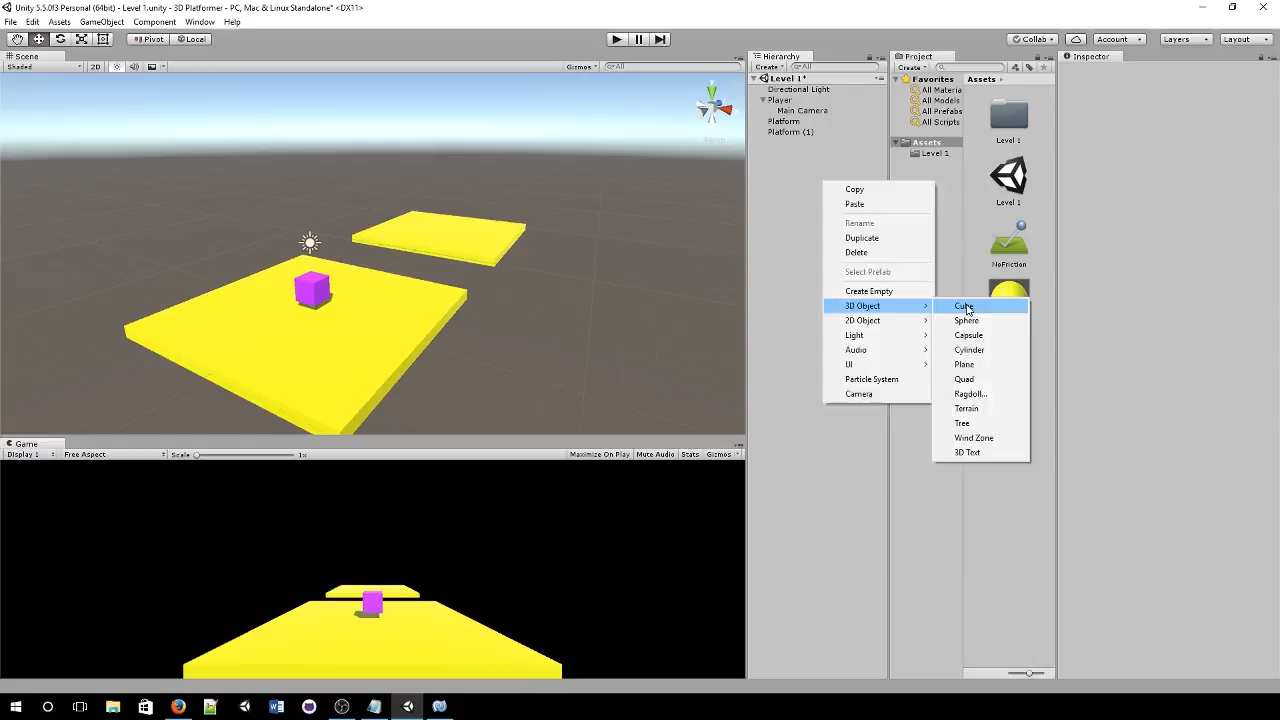 Unity 5.5.0f3 Personal (64bit) - Level 1.unity - 3D Platformer - PC, Mac & Linux Standalone* <DX11>
File Edit Assets GameObject Component Window Help
Pivot Local Collab Account Layers Layout
Scene
Shaded 2D Gizmos All
Persp
Hierarchy
Create All
Level 1*
Directional Light
Player
Main Camera
Platform
Platform (1)
Project
Create
Favorites
All Materia
All Models
All Prefabs
All Scripts
Assets
Level 1
Assets
Level 1
Level 1
NoFriction
Inspector
Copy
Paste
Rename
Duplicate
Delete
Select Prefab
Create Empty
3D Object
2D Object
Light
Audio
UI
Particle System
Camera
Cube
Sphere
Capsule
Cylinder
Plane
Quad
Ragdoll...
Terrain
Tree
Wind Zone
3D Text
Game
Display 1 Free Aspect Scale 1x Maximize On Play Mute Audio Stats Gizmos